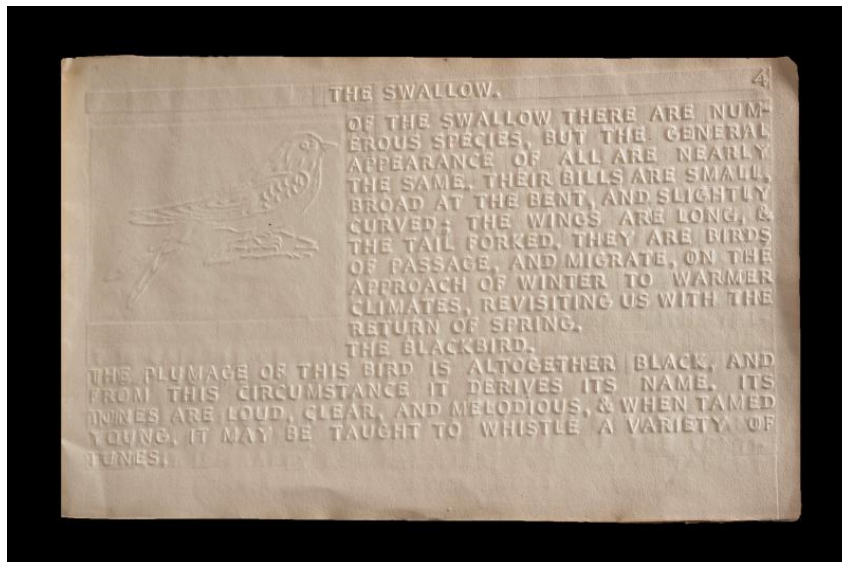 4
THE SWALLOW.
OF THE SWALLOW THERE ARE NUM-
EROUS SPECIES, BUT THE GENERAL
APPEARANCE OF ALL ARE NEARLY
THE SAME. THEIR BILLS ARE SMALL,
BROAD AT THE BENT, AND SLIGHTLY
CURVED; THE WINGS ARE LONG, &
THE TAIL FORKED. THEY ARE BIRDS
OF PASSAGE, AND MIGRATE, ON THE
APPROACH OF WINTER TO WARMER
CLIMATES, REVISITING US WITH THE
RETURN OF SPRING.
THE BLACKBIRD.
THE PLUMAGE OF THIS BIRD IS ALTOGETHER BLACK, AND
FROM THIS CIRCUMSTANCE IT DERIVES ITS NAME. ITS
TONES ARE LOUD, CLEAR, AND MELODIOUS, & WHEN TAMED
YOUNG, IT MAY BE TAUGHT TO WHISTLE A VARIETY OF
TUNES.